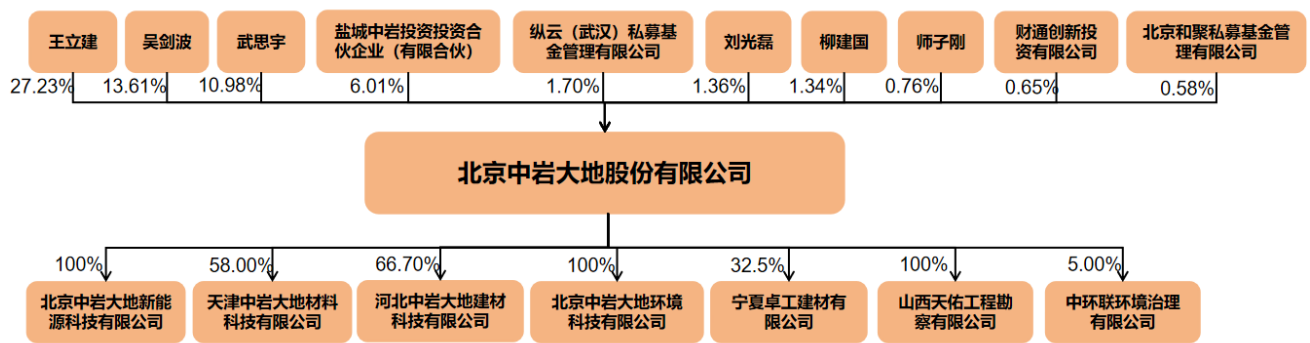 王立建
吴剑波
武思宇
盐城中岩投资投资合
伙企业（有限合伙）
纵云（武汉）私募基
金管理有限公司
刘光磊
柳建国
师子刚
财通创新投
资有限公司
北京和聚私募基金管
理有限公司
27.23%
13.61%
10.98%
6.01%
1.70%
1.36%
1.34%
0.76%
0.65%
0.58%
北京中岩大地股份有限公司
100%
58.00%
66.70%
100%
32.5%
100%
5.00%
北京中岩大地新能
源科技有限公司
天津中岩大地材料
科技有限公司
河北中岩大地建材
科技有限公司
北京中岩大地环境
科技有限公司
宁夏卓工建材有
限公司
山西天佑工程勘
察有限公司
中环联环境治理
有限公司